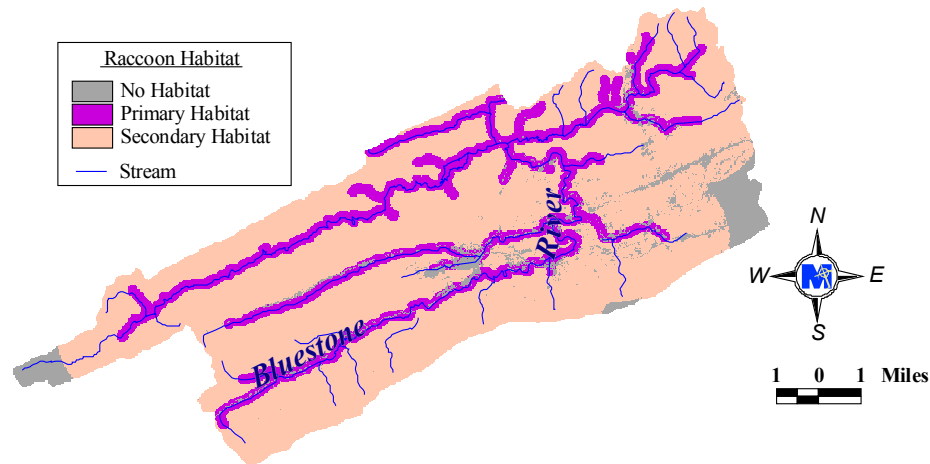 Raccoon Habitat
No Habitat
Primary Habitat
Secondary Habitat
Stream
Bluestone
River
N
W
E
S
M
1 0 1 Miles